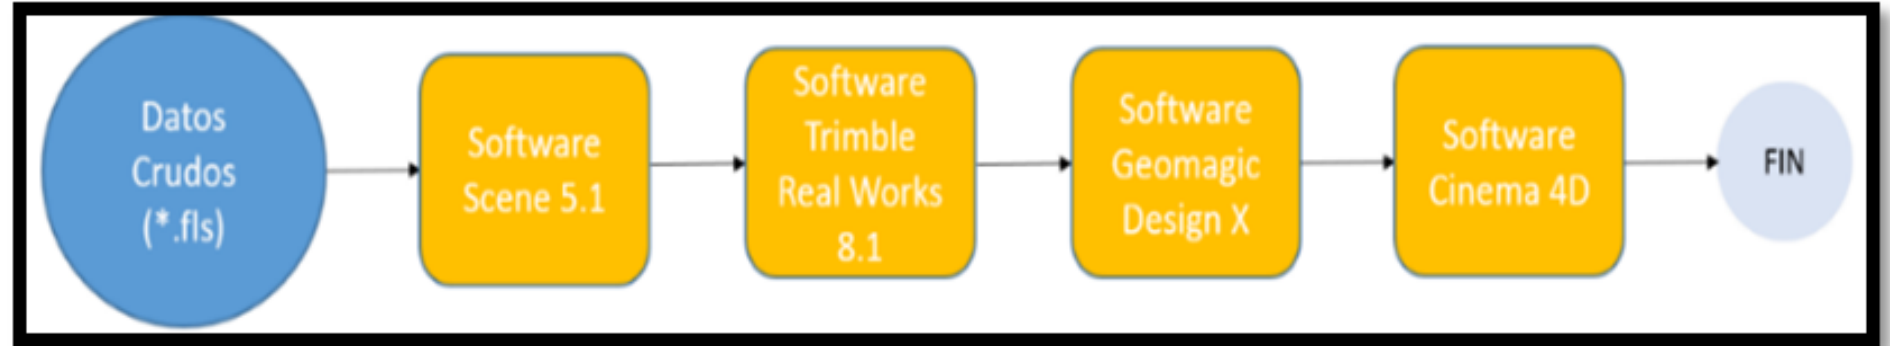 Datos
Crudos
(*.fls)
Software
Scene 5.1
Software
Trimble
Real Works
8.1
Software
Geomagic
Design X
Software
Cinema 4D
FIN